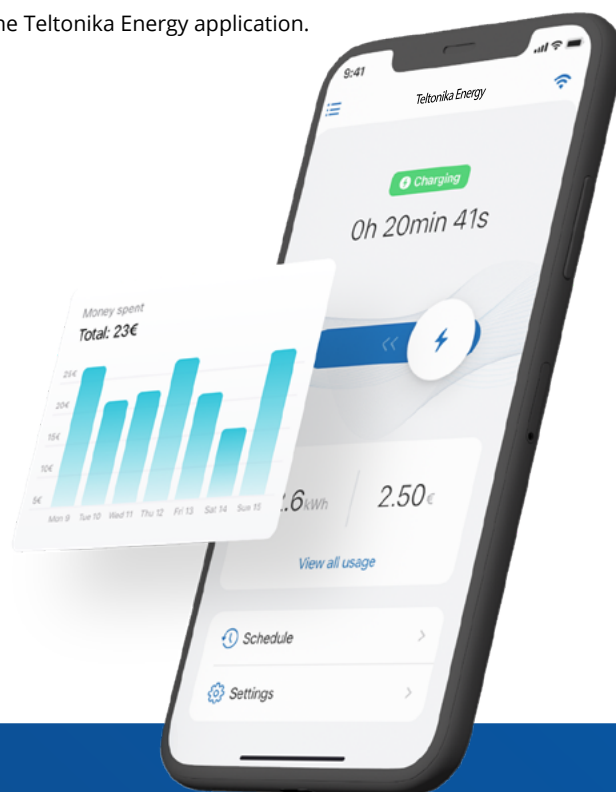 he Teltonika Energy application.
9:41
Teltonika Energy
Charging
0h 20min 41s
Money spent
Total: 23€
25€
20€
15€
10€
5€
Mon 9 Tue 10 Wed 11 Thu 12 Fri 13 Sat 14 Sun 15
.6 kWh 2.50 €
View all usage
Schedule
Settings